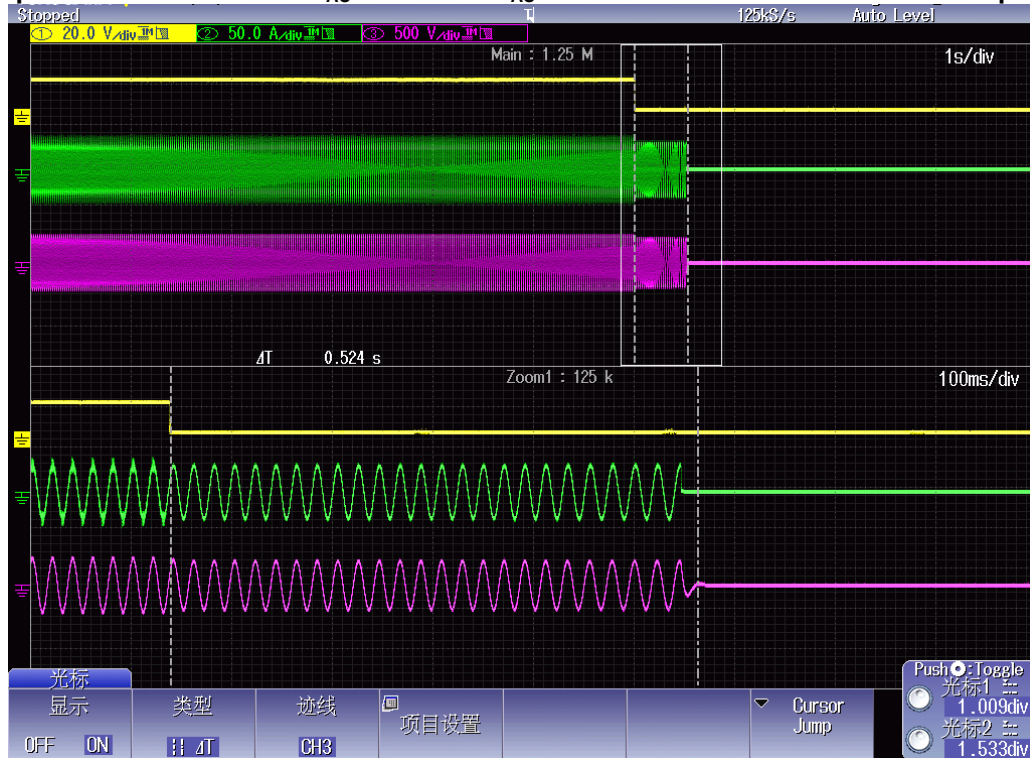 Stopped 125kS/s Auto Level
① 20.0 V/div 1M ② 50.0 A/div 1M ③ 500 V/div 1M
Main : 1.25 M 1s/div
ΔT 0.524 s
Zoom1 : 125 k 100ms/div
光标
显示 类型 迹线 项目设置 Cursor Jump
OFF ON ΔT CH3
Push :Toggle
光标1
1.009div
光标2
1.533div